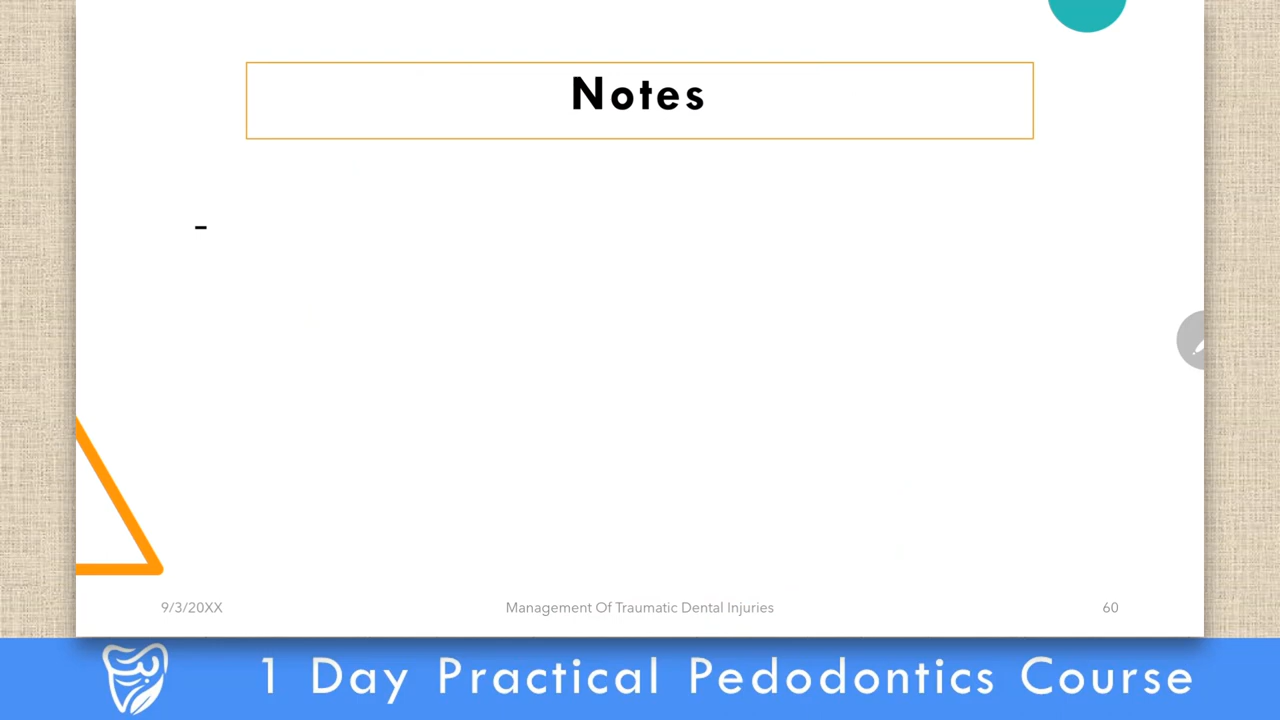 Notes
-
9/3/20XX
Management Of Traumatic Dental Injuries
60
1 Day Practical Pedodontics Course